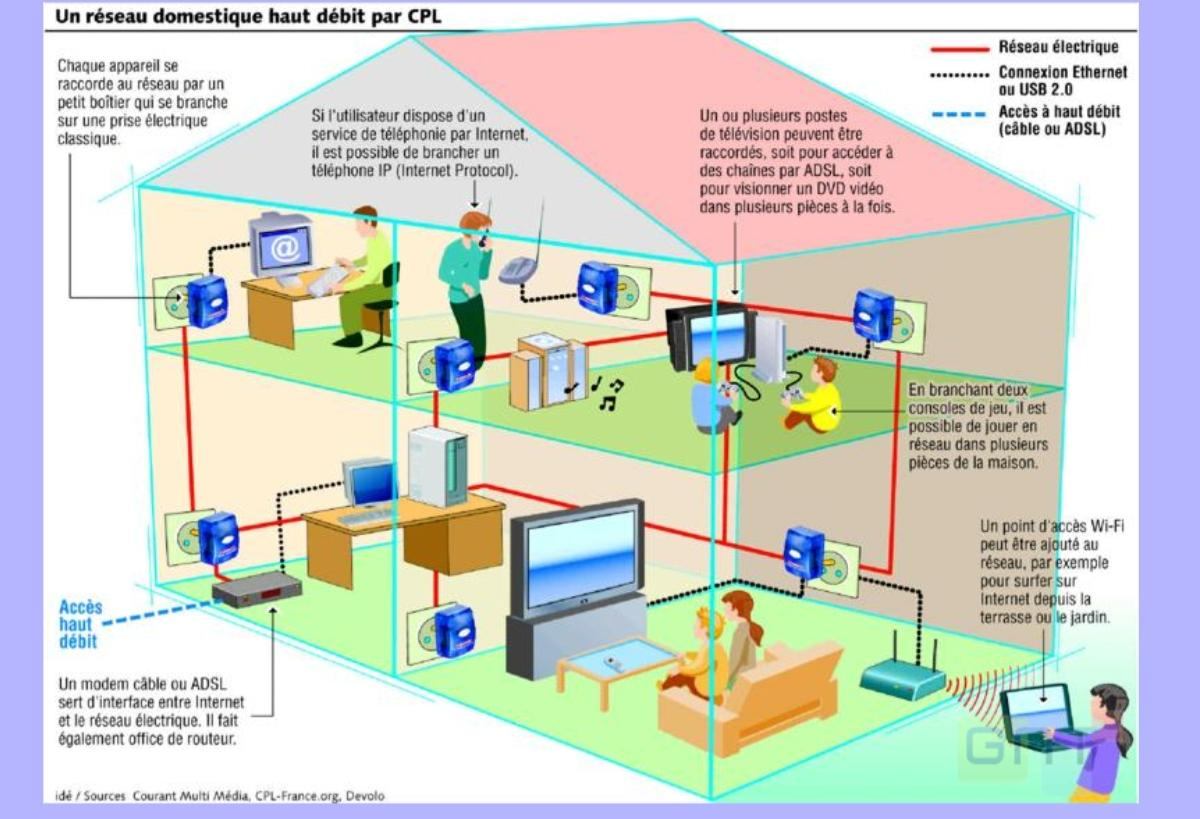 Un réseau domestique haut débit par CPL
Réseau électrique
Connexion Ethernet
ou USB 2.0
Accès à haut débit
(câble ou ADSL)
Chaque appareil se
raccorde au réseau par un
petit boîtier qui se branche
sur une prise électrique
classique.
Si l'utilisateur dispose d'un
service de téléphonie par Internet,
il est possible de brancher un
téléphone IP (Internet Protocol).
Un ou plusieurs postes
de télévision peuvent être
raccordés, soit pour accéder à
des chaînes par ADSL, soit
pour visionner un DVD vidéo
dans plusieurs pièces à la fois.
@
En branchant deux
consoles de jeu, il est
possible de jouer en
réseau dans plusieurs
pièces de la maison.
Un point d'accès Wi-Fi
peut être ajouté au
réseau, par exemple
pour surfer sur
Internet depuis la
terrasse ou le jardin.
Accès
haut
débit
Un modem câble ou ADSL
sert d'interface entre Internet
et le réseau électrique. Il fait
également office de routeur.
idé / Sources Courant Multi Média, CPL-France.org, Devolo